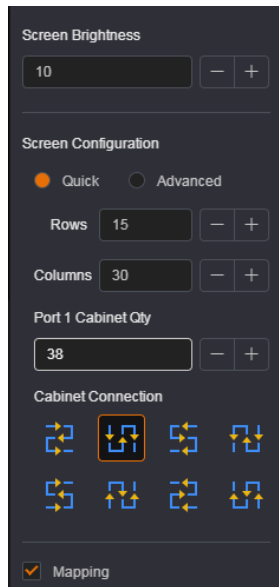 Screen Brightness
10
Screen Configuration
Quick Advanced
Rows 15
Columns 30
Port 1 Cabinet Qty
38
Cabinet Connection
Mapping